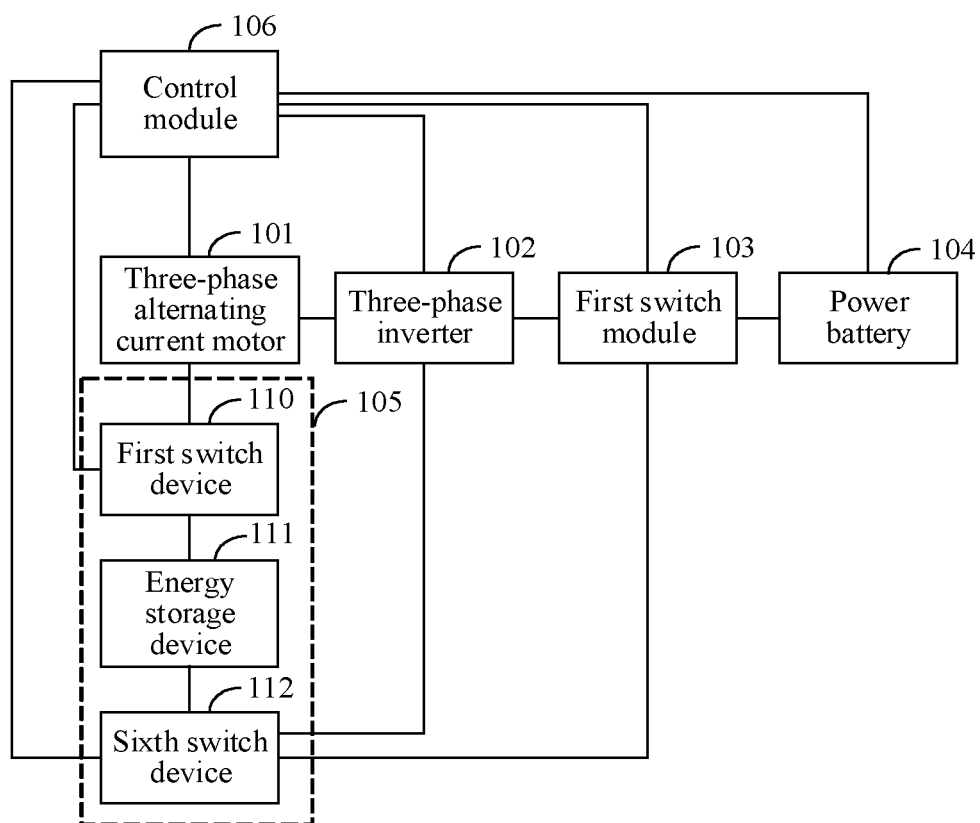 106
Control
module
101
102
103
104
Three-phase
alternating
current motor
Three-phase
inverter
First switch
module
Power
battery
110
105
First switch
device
111
Energy
storage
device
112
Sixth switch
device